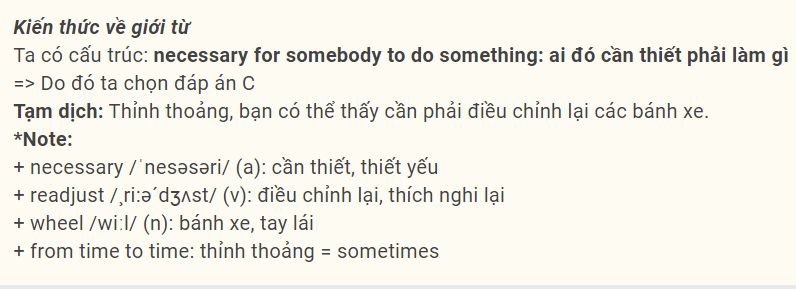 Kiến thức về giới từ
Ta có cấu trúc: necessary for somebody to do something: ai đó cần thiết phải làm gì
=> Do đó ta chọn đáp án C
Tạm dịch: Thỉnh thoảng, bạn có thể thấy cần phải điều chỉnh lại các bánh xe.
*Note:
+ necessary /ˈnesəsəri/ (a): cần thiết, thiết yếu
+ readjust /¸ri:ə´dʒʌst/ (v): điều chỉnh lại, thích nghi lại
+ wheel /wiːl/ (n): bánh xe, tay lái
+ from time to time: thỉnh thoảng = sometimes